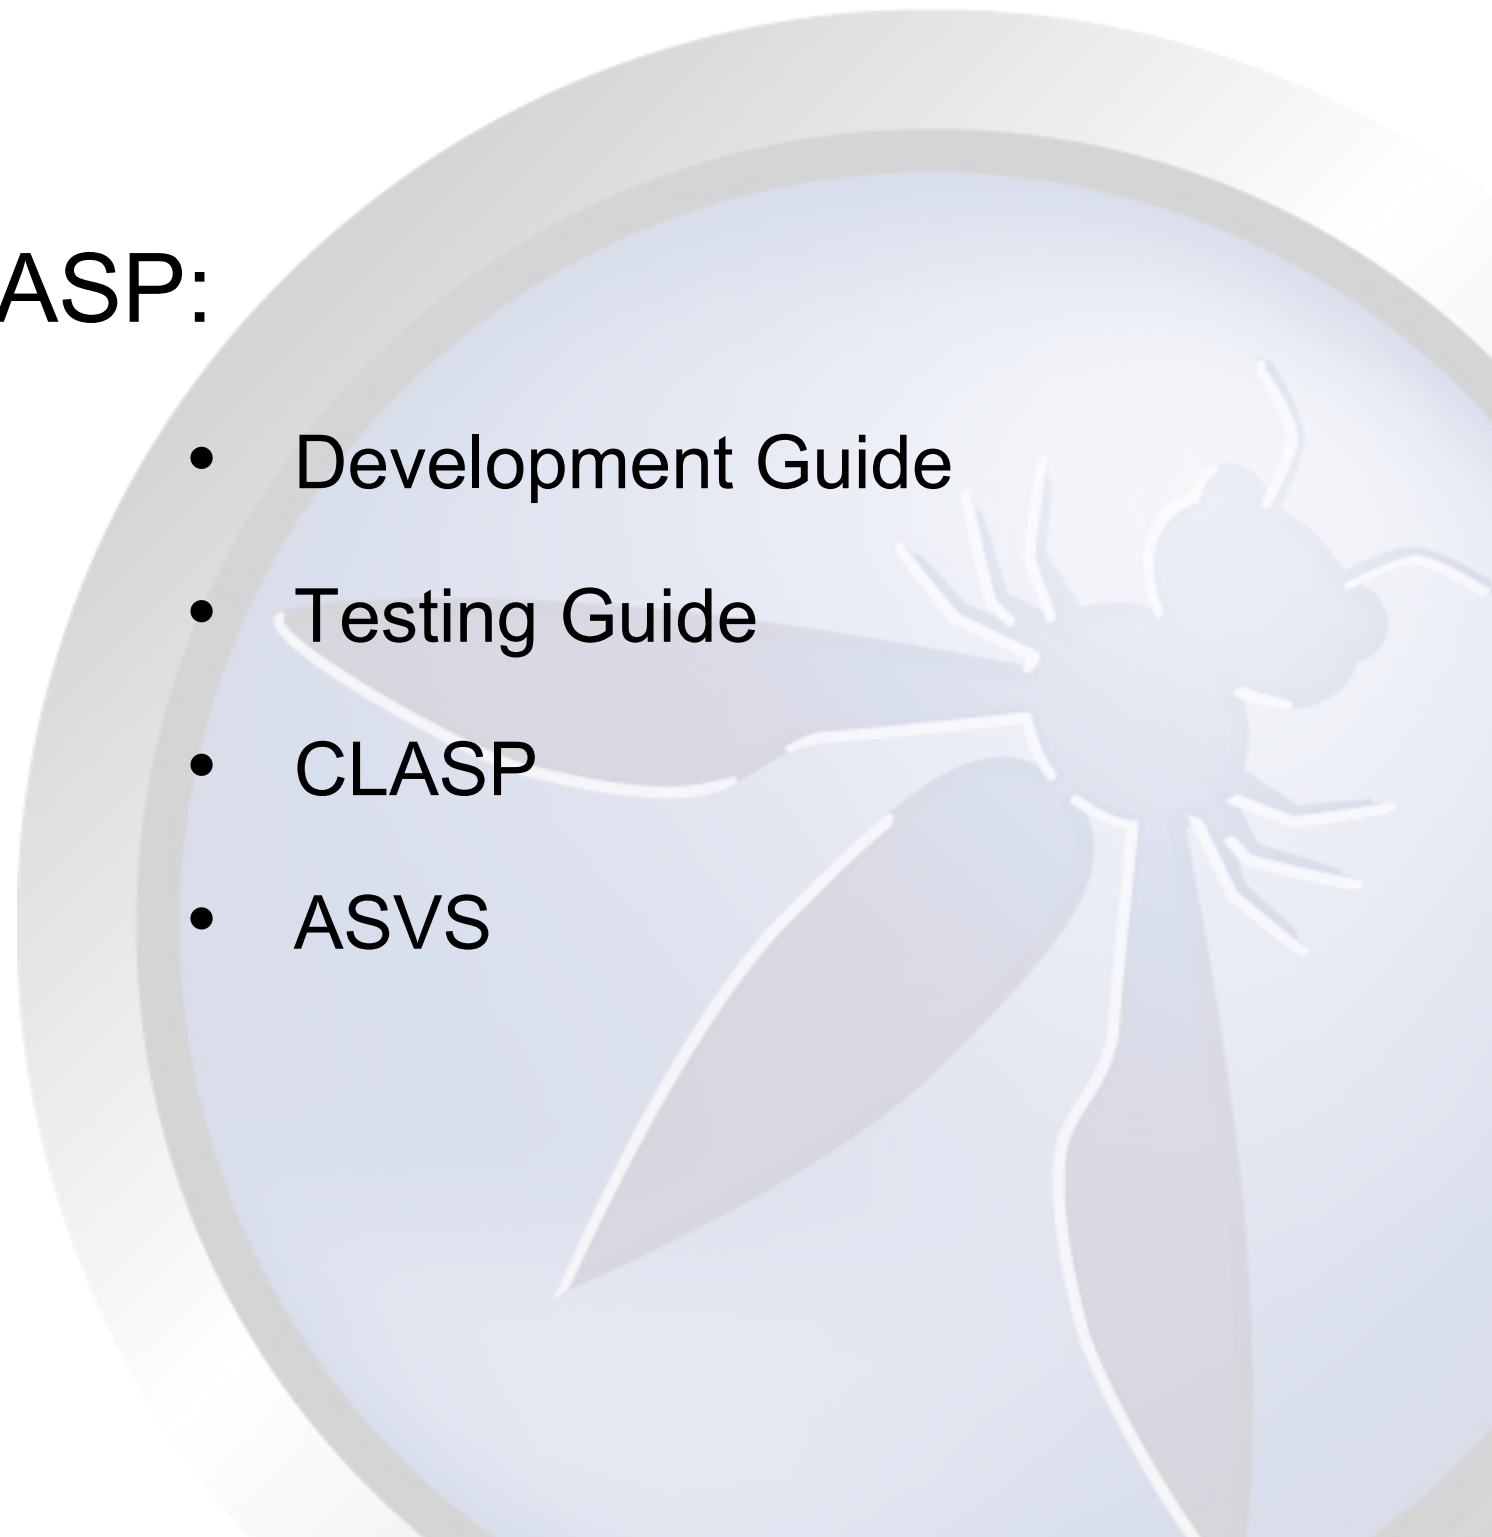 ASP:
• Development Guide
• Testing Guide
• CLASP
• ASVS